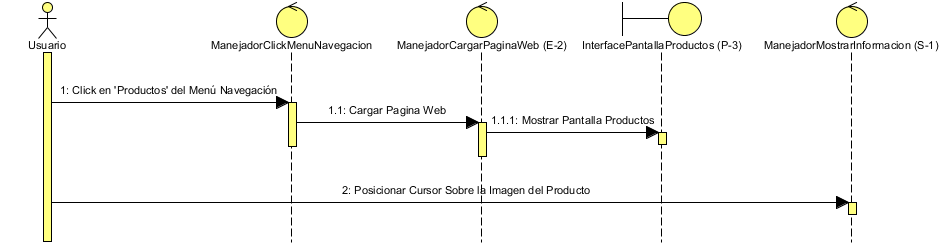 Usuario
ManejadorClickMenuNavegacion
ManejadorCargarPaginaWeb (E-2)
InterfacePantallaProductos (P-3)
ManejadorMostrarInformacion (S-1)
1: Click en 'Productos' del Menú Navegación
1.1: Cargar Pagina Web
1.1.1: Mostrar Pantalla Productos
2: Posicionar Cursor Sobre la Imagen del Producto